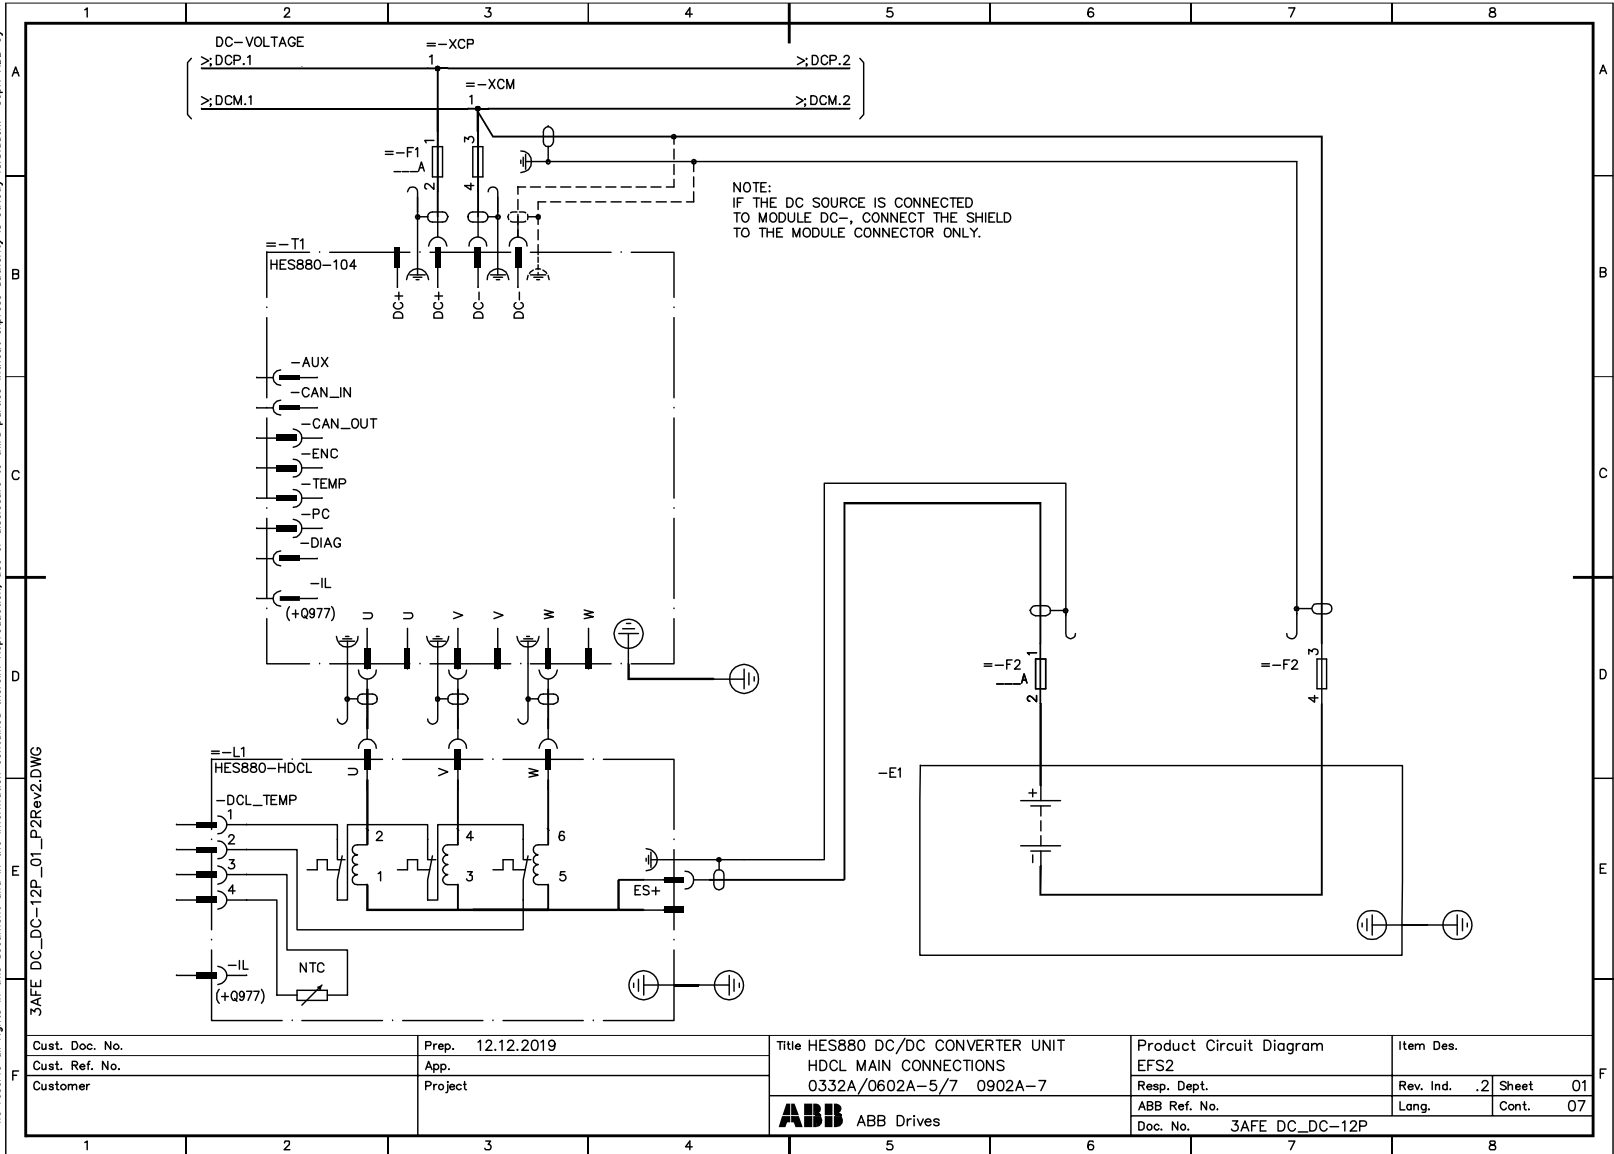 1 2 3 4 5 6 7 8
A
B
C
D
E
F
A
B
C
D
E
F
DC-VOLTAGE
=-XCP
>;DCP.1
1
>;DCP.2
=-XCM
>;DCM.1
1
>;DCM.2
=-F1
___A
1
2
3
4
NOTE:
IF THE DC SOURCE IS CONNECTED
TO MODULE DC-, CONNECT THE SHIELD
TO THE MODULE CONNECTOR ONLY.
=-T1
HES880-104
DC+
DC+
DC-
DC-
-AUX
-CAN_IN
-CAN_OUT
-ENC
-TEMP
-PC
-DIAG
-IL
(+Q977)
U
U
V
V
W
W
=-F2
___A
1
2
=-F2
3
4
=-L1
HES880-HDCL
U
V
W
-DCL_TEMP
1
2
3
4
2
1
4
3
6
5
ES+
-IL
(+Q977)
NTC
-E1
+
-
3AFE DC_DC-12P_01_P2Rev2.DWG
Cust. Doc. No.
Cust. Ref. No.
Customer
Prep. 12.12.2019
App.
Project
Title HES880 DC/DC CONVERTER UNIT
HDCL MAIN CONNECTIONS
0332A/0602A-5/7 0902A-7
ABB ABB Drives
Product Circuit Diagram
EFS2
Resp. Dept.
ABB Ref. No.
Doc. No. 3AFE DC_DC-12P
Item Des.
Rev. Ind. .2 Sheet 01
Lang. Cont. 07
1 2 3 4 5 6 7 8